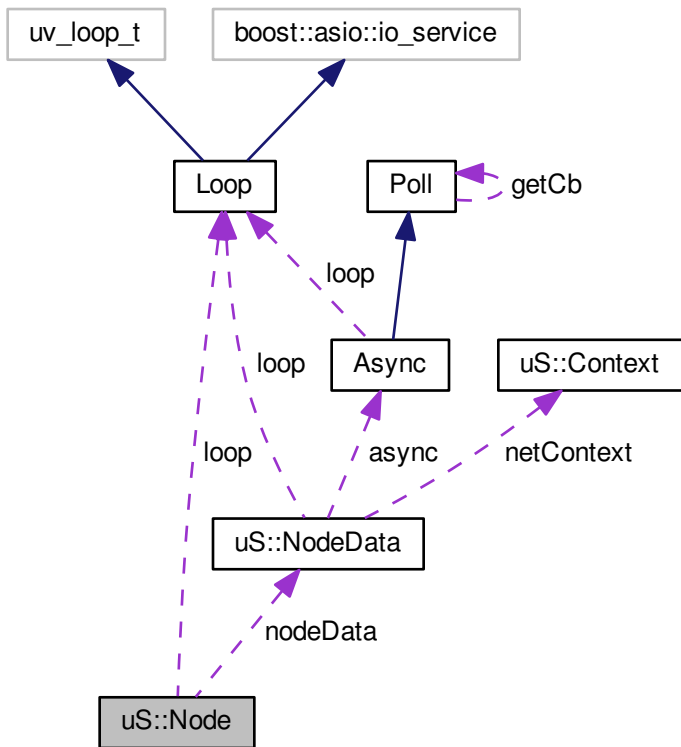 uv_loop_t
boost::asio::io_service
Loop
Poll
getCb
loop
Async
uS::Context
loop
loop
async
netContext
uS::NodeData
nodeData
uS::Node